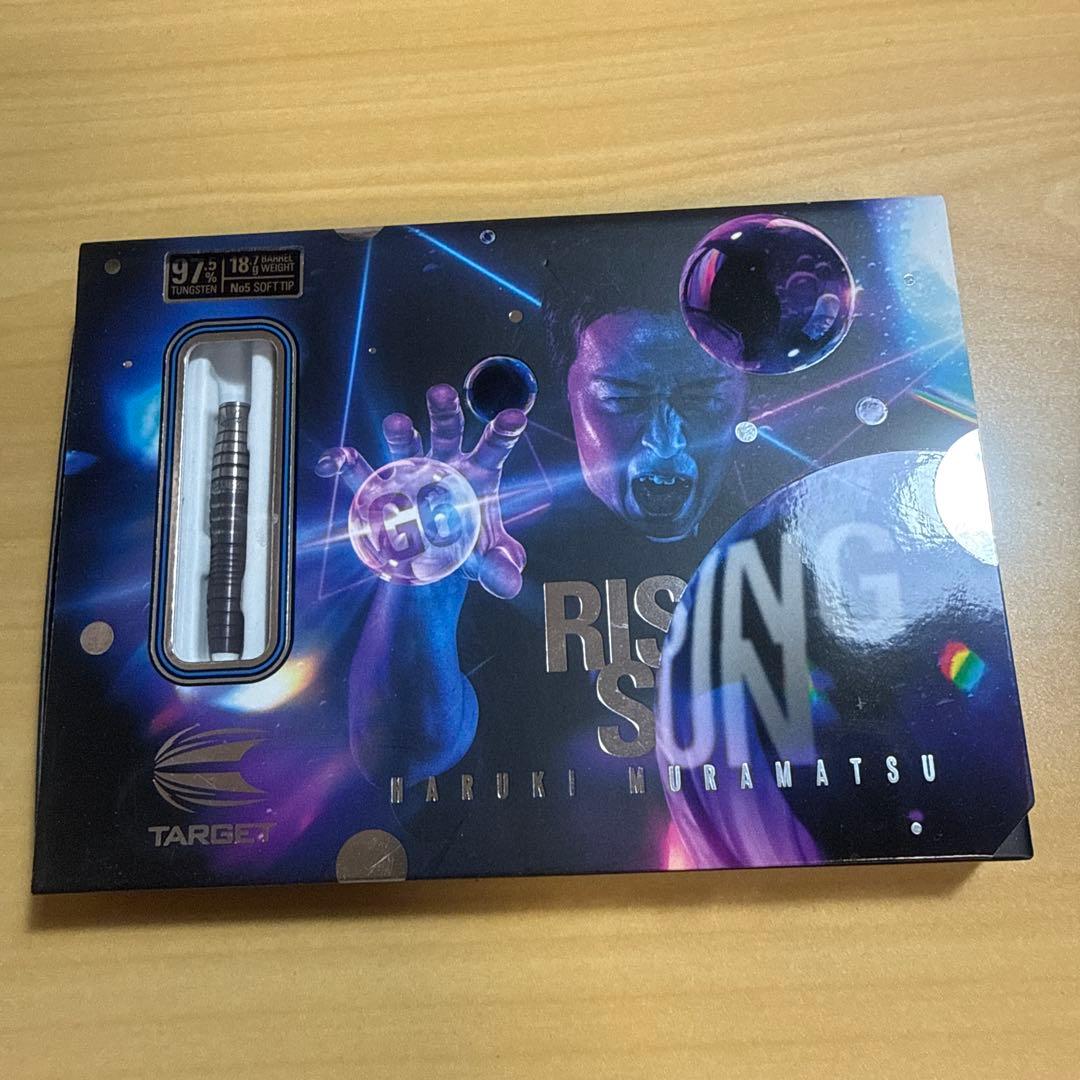 97.5% TUNGSTEN
18.7g BARREL WEIGHT
No5 SOFT TIP
G6
RISING
SUN
HARUKI MURAMATSU
TARGET